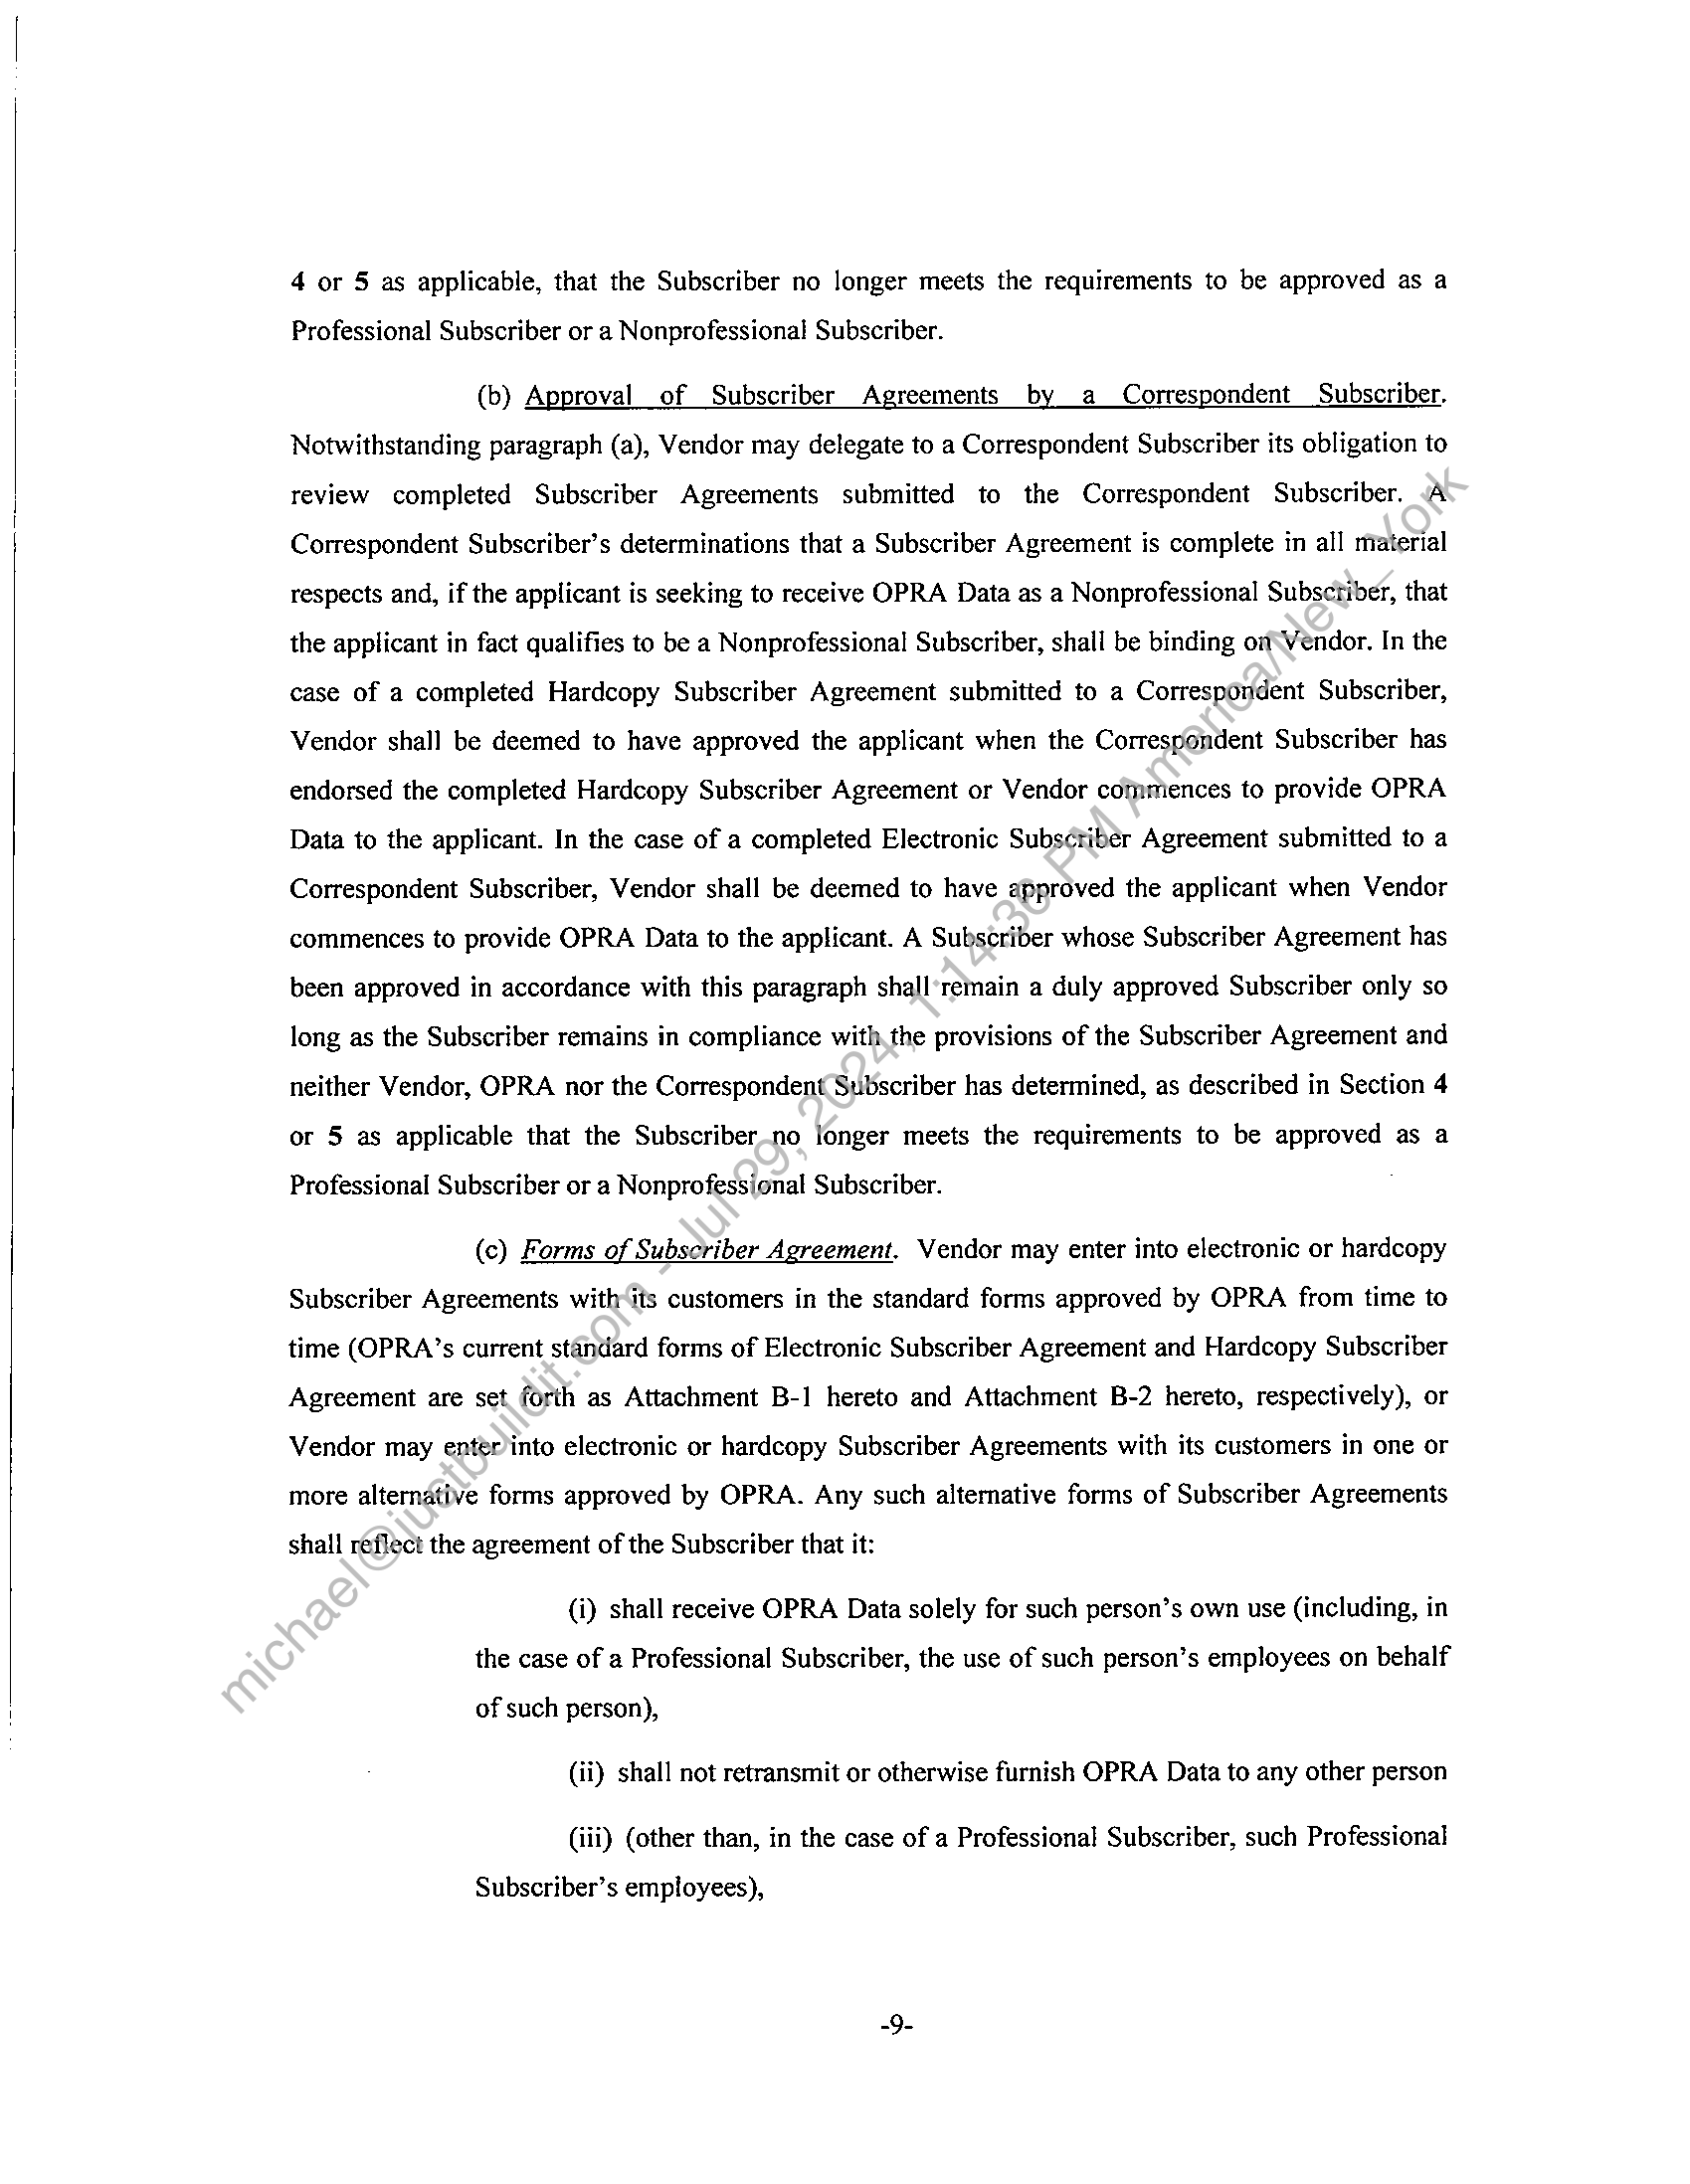 4 or 5 as applicable, that the Subscriber no longer meets the requirements to be approved as a
Professional Subscriber or a Nonprofessional Subscriber.
(b) Approval of Subscriber Agreements by a Correspondent Subscriber.
Notwithstanding paragraph (a), Vendor may delegate to a Correspondent Subscriber its obligation to
review completed Subscriber Agreements submitted to the Correspondent Subscriber. A
Correspondent Subscriber's determinations that a Subscriber Agreement is complete in all material
respects and, if the applicant is seeking to receive OPRA Data as a Nonprofessional Subscriber, that
the applicant in fact qualifies to be a Nonprofessional Subscriber, shall be binding on Vendor. In the
case of a completed Hardcopy Subscriber Agreement submitted to a Correspondent Subscriber,
Vendor shall be deemed to have approved the applicant when the Correspondent Subscriber has
endorsed the completed Hardcopy Subscriber Agreement or Vendor commences to provide OPRA
Data to the applicant. In the case of a completed Electronic Subscriber Agreement submitted to a
Correspondent Subscriber, Vendor shall be deemed to have approved the applicant when Vendor
commences to provide OPRA Data to the applicant. A Subscriber whose Subscriber Agreement has
been approved in accordance with this paragraph shall remain a duly approved Subscriber only so
long as the Subscriber remains in compliance with the provisions of the Subscriber Agreement and
neither Vendor, OPRA nor the Correspondent Subscriber has determined, as described in Section 4
or 5 as applicable that the Subscriber no longer meets the requirements to be approved as a
Professional Subscriber or a Nonprofessional Subscriber.
(c) Forms of Subscriber Agreement. Vendor may enter into electronic or hardcopy
Subscriber Agreements with its customers in the standard forms approved by OPRA from time to
time (OPRA's current standard forms of Electronic Subscriber Agreement and Hardcopy Subscriber
Agreement are set forth as Attachment B-1 hereto and Attachment B-2 hereto, respectively), or
Vendor may enter into electronic or hardcopy Subscriber Agreements with its customers in one or
more alternative forms approved by OPRA. Any such alternative forms of Subscriber Agreements
shall reflect the agreement of the Subscriber that it:
(i) shall receive OPRA Data solely for such person's own use (including, in
the case of a Professional Subscriber, the use of such person's employees on behalf
of such person),
(ii) shall not retransmit or otherwise furnish OPRA Data to any other person
(iii) (other than, in the case of a Professional Subscriber, such Professional
Subscriber's employees),
-9-
michael@justbuildit.com - Jul 29, 2024, 1:14:36 PM America/New_York